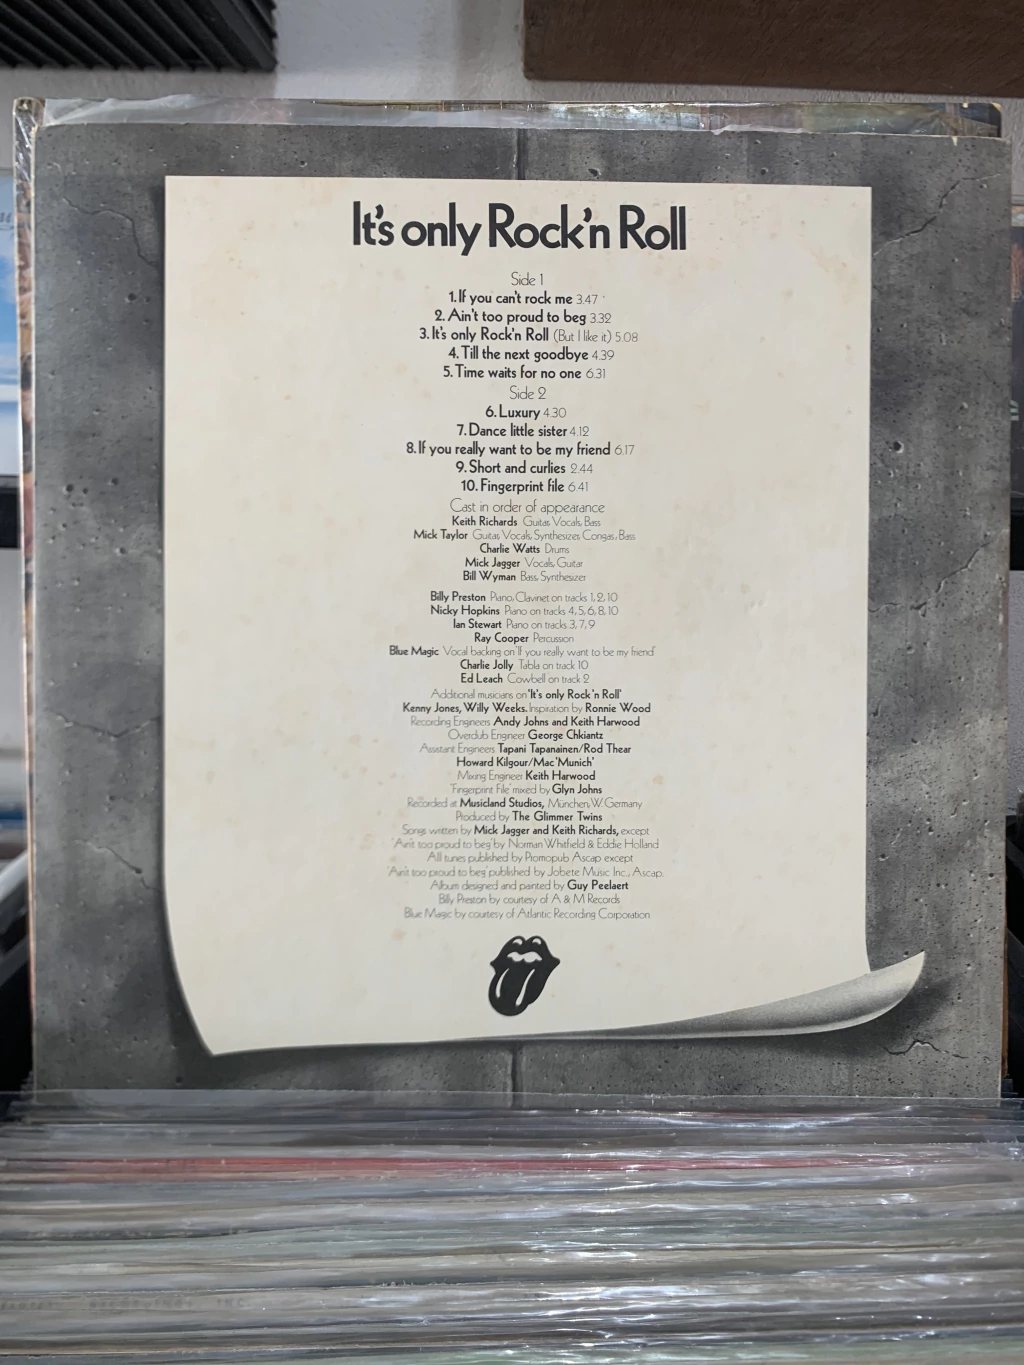 It's only Rock'n Roll
Side 1
1. If you can't rock me 3.47
2. Ain't too proud to beg 3.32
3. It's only Rock'n Roll (But I like it) 5.08
4. Till the next goodbye 4.39
5. Time waits for no one 6.31
Side 2
6. Luxury 4.30
7. Dance little sister 4.12
8. If you really want to be my friend 6.17
9. Short and curlies 2.44
10. Fingerprint file 6.41
Cast in order of appearance
Keith Richards Guitar, Vocals, Bass
Mick Taylor Guitar, Vocals, Synthesizer, Congas, Bass
Charlie Watts Drums
Mick Jagger Vocals, Guitar
Bill Wyman Bass, Synthesizer
Billy Preston Piano, Clavinet on tracks 1, 2, 10
Nicky Hopkins Piano on tracks 4, 5, 6, 8, 10
Ian Stewart Piano on tracks 3, 7, 9
Ray Cooper Percussion
Blue Magic Vocal backing on 'If you really want to be my friend'
Charlie Jolly Tabla on track 10
Ed Leach Cowbell on track 2
Additional musicians on 'It's only Rock 'n Roll'
Kenny Jones, Willy Weeks. Inspiration by Ronnie Wood
Recording Engineers Andy Johns and Keith Harwood
Overdub Engineer George Chkiantz
Assistant Engineers Tapani Tapanainen/Rod Thear
Howard Kilgour/Mac 'Munich'
Mixing Engineer Keith Harwood
'Fingerprint File' mixed by Glyn Johns
Recorded at Musicland Studios, München, W. Germany
Produced by The Glimmer Twins
Songs written by Mick Jagger and Keith Richards, except
'Ain't too proud to beg' by Norman Whitfield & Eddie Holland
All tunes published by Promopub Ascap except
'Ain't too proud to beg' published by Jobete Music Inc., Ascap.
Album designed and painted by Guy Peelaert
Billy Preston by courtesy of A & M Records
Blue Magic by courtesy of Atlantic Recording Corporation